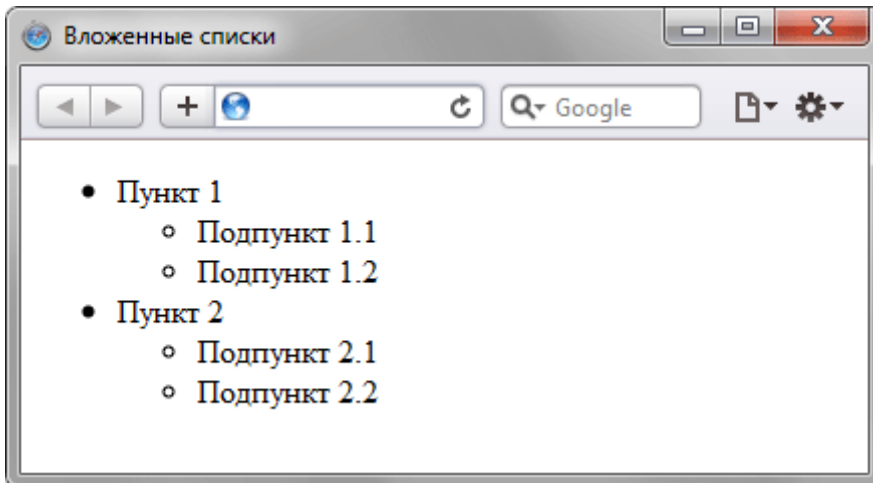 Вложенные списки
Google
Пункт 1
Подпункт 1.1
Подпункт 1.2
Пункт 2
Подпункт 2.1
Подпункт 2.2